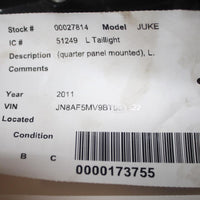 Stock # 00027814 Model JUKE
IC # 51249 L Taillight
Description (quarter panel mounted), L.
Comments
Year 2011
VIN
Located
Condition
B C
0000173755